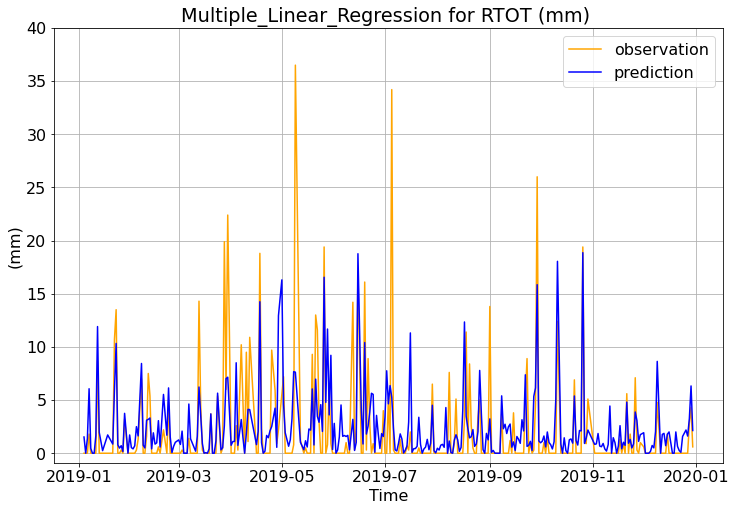 Multiple_Linear_Regression for RTOT (mm)
observation
prediction
40
35
30
25
20
15
10
5
0
(mm)
2019-01 2019-03 2019-05 2019-07 2019-09 2019-11 2020-01
Time